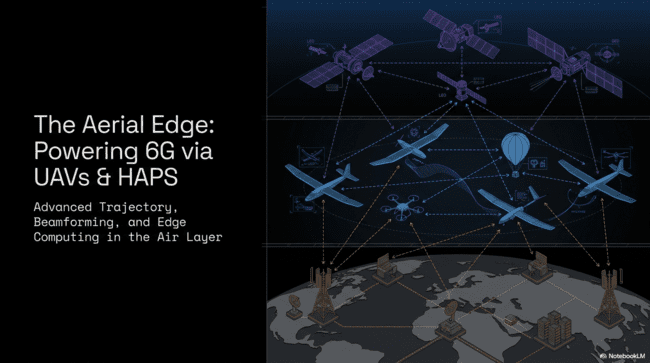 The Aerial Edge:
Powering 6G via
UAVs & HAPS
Advanced Trajectory,
Beamforming, and Edge
Computing in the Air Layer
LEO
NotebookLM